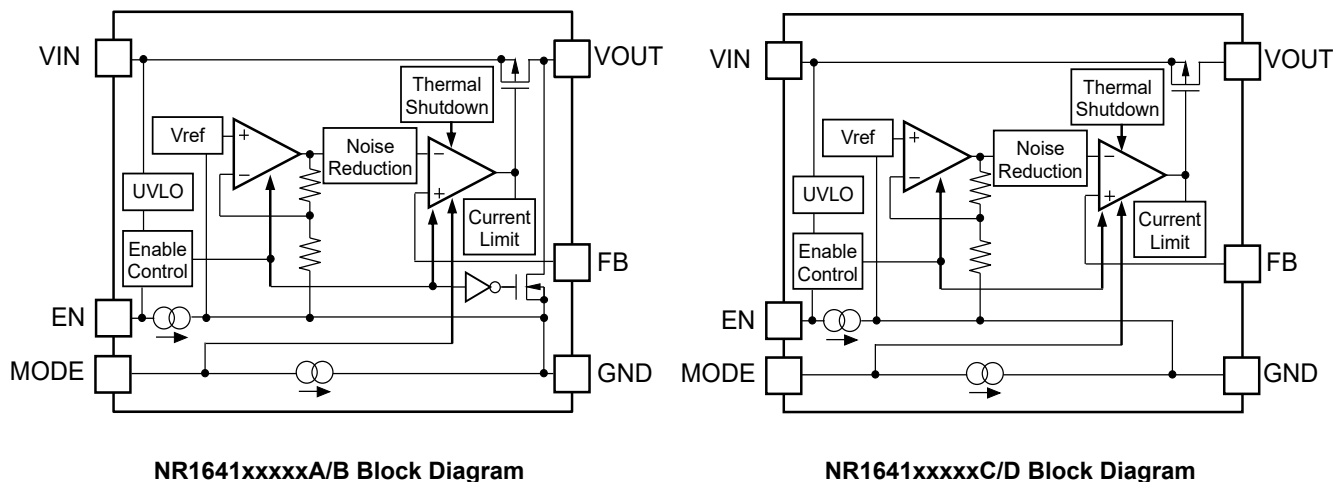 VIN
VOUT
Thermal
Shutdown
Vref
+
−
Noise
Reduction
−
+
UVLO
Current
Limit
Enable
Control
FB
EN
MODE
GND
NR1641xxxxxA/B Block Diagram
VIN
VOUT
Thermal
Shutdown
Vref
+
−
Noise
Reduction
−
+
UVLO
Current
Limit
Enable
Control
FB
EN
MODE
GND
NR1641xxxxxC/D Block Diagram